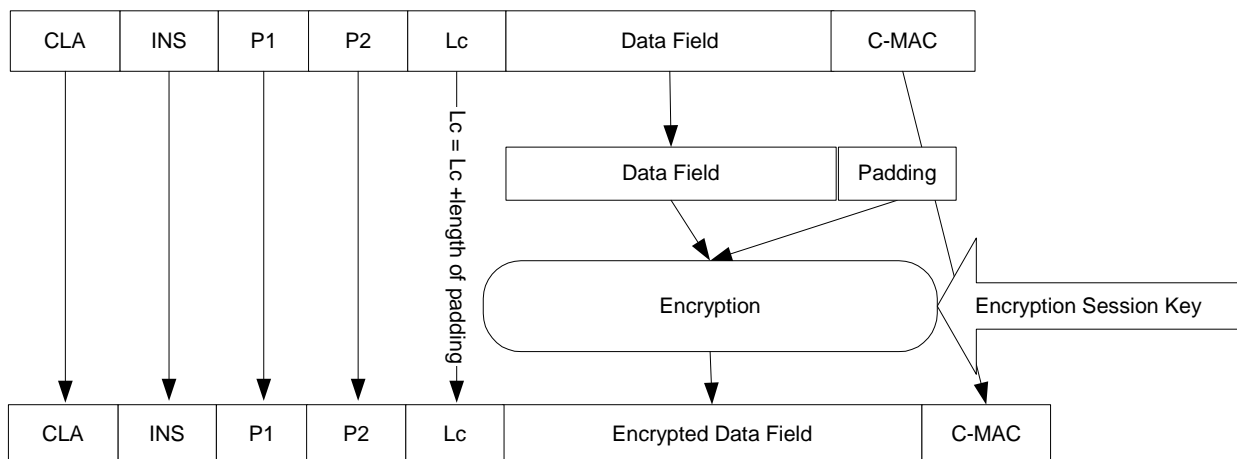 CLA INS P1 P2 Lc Data Field C-MAC
Lc = Lc +length of padding
Data Field Padding
Encryption
Encryption Session Key
CLA INS P1 P2 Lc Encrypted Data Field C-MAC